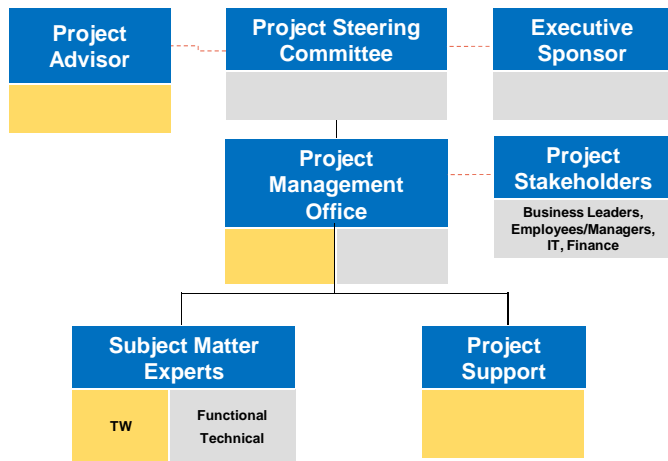 Project
Advisor
Project Steering
Committee
Executive
Sponsor
Project
Management
Office
Project
Stakeholders
Business Leaders,
Employees/Managers,
IT, Finance
Subject Matter
Experts
TW
Functional
Technical
Project
Support